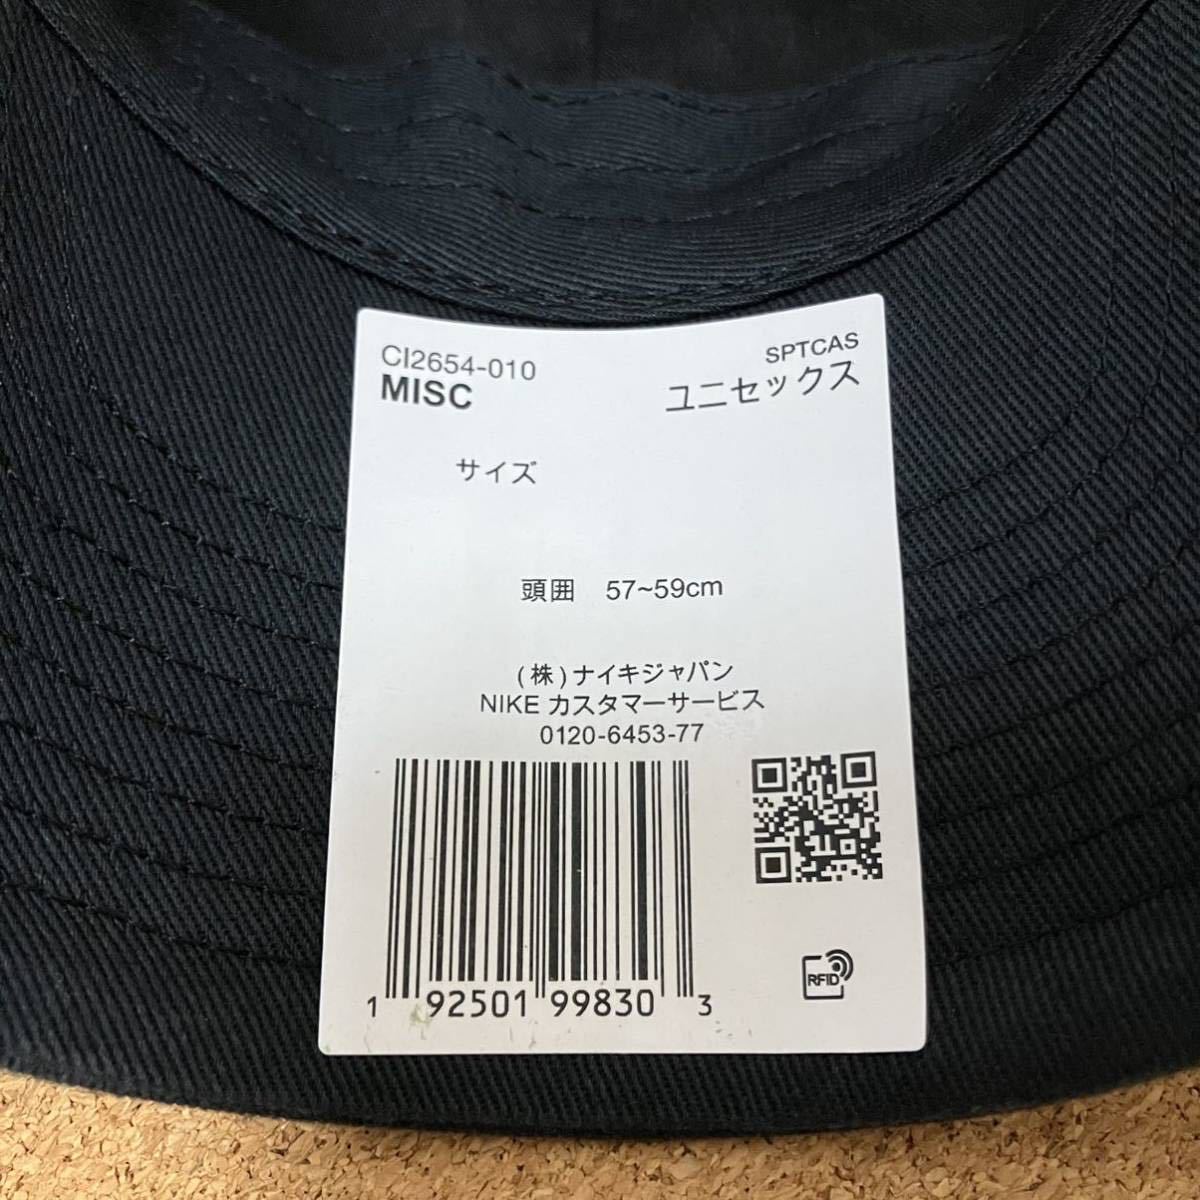 CI2654-010
MISC
SPTCAS
ユニセックス
サイズ
頭囲 57~59cm
(株)ナイキジャパン
NIKE カスタマーサービス
0120-6453-77
1 92501 99830 3
RFID